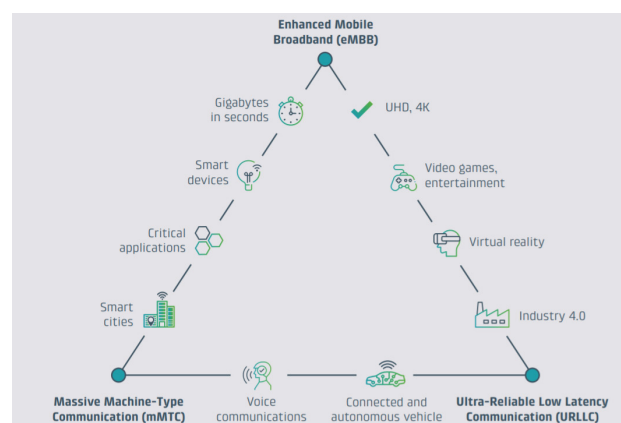 Enhanced Mobile
Broadband (eMBB)
Gigabytes
in seconds
UHD, 4K
Smart
devices
Video games,
entertainment
Critical
applications
Virtual reality
Smart
cities
Industry 4.0
Massive Machine-Type
Communication (mMTC)
Voice
communications
Connected and
autonomous vehicle
Ultra-Reliable Low Latency
Communication (URLLC)